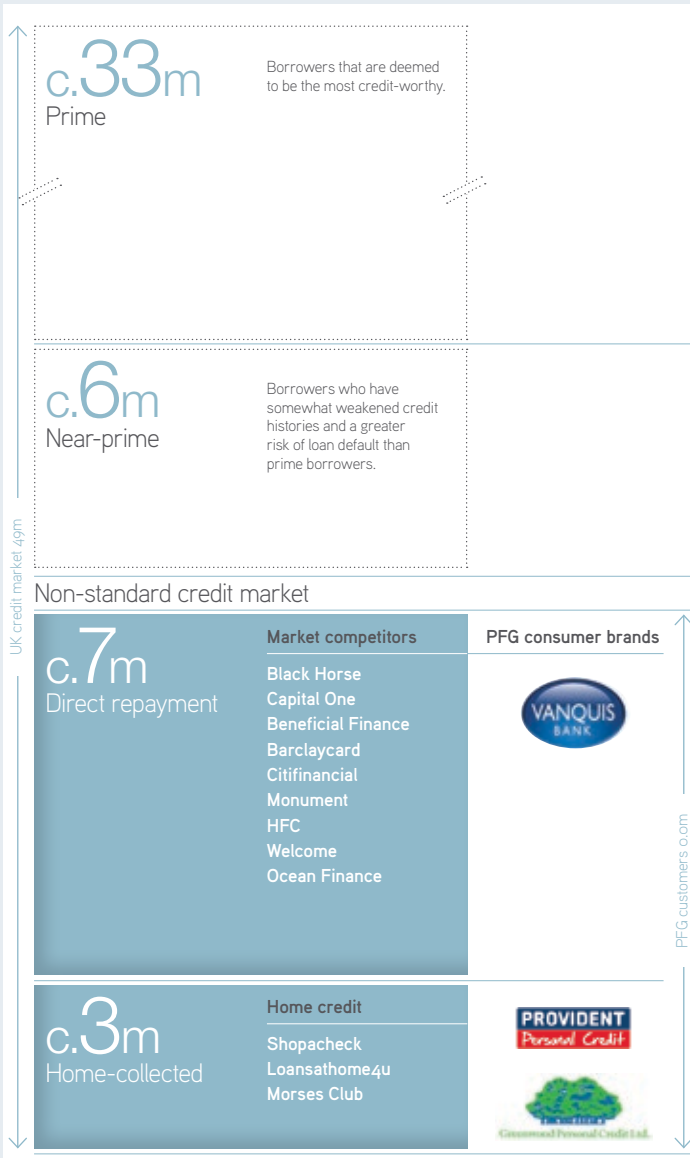 c.33m
Prime
Borrowers that are deemed
to be the most credit-worthy.
c.6m
Near-prime
Borrowers who have
somewhat weakened credit
histories and a greater
risk of loan default than
prime borrowers.
UK credit market 49m
Non-standard credit market
c.7m
Direct repayment
Market competitors
Black Horse
Capital One
Beneficial Finance
Barclaycard
Citifinancial
Monument
HFC
Welcome
Ocean Finance
PFG consumer brands
VANQUIS
BANK
PFG customers 0.0m
c.3m
Home-collected
Home credit
Shopacheck
Loansathome4u
Morses Club
PROVIDENT
Personal Credit
Greenwood Personal Credit Ltd.